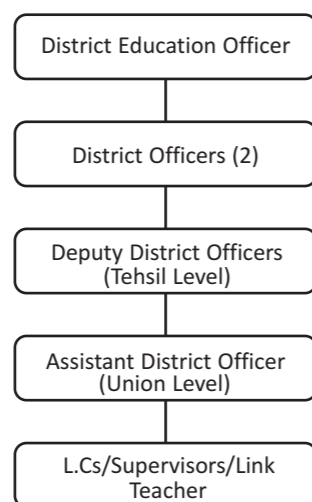 District Education Officer
District Officers (2)
Deputy District Officers
(Tehsil Level)
Assistant District Officer
(Union Level)
L.Cs/Supervisors/Link
Teacher